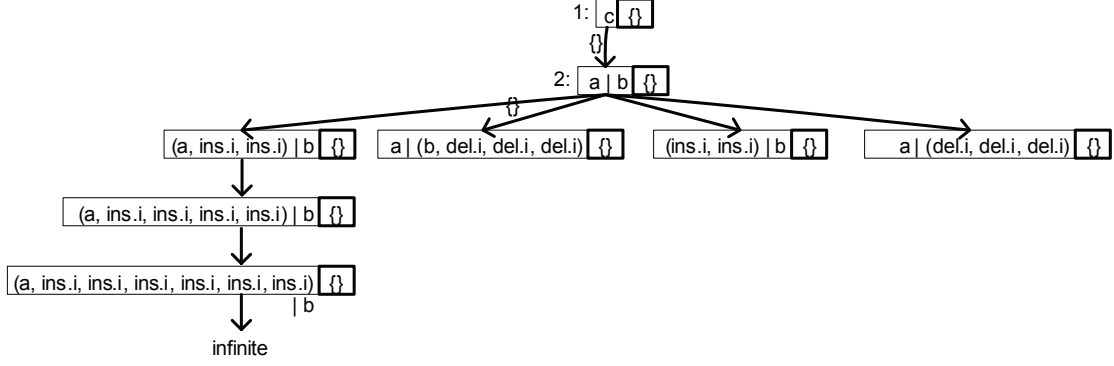 1: c {}
{}
2: a | b {}
{}
(a, ins.i, ins.i) | b {} a | (b, del.i, del.i, del.i) {} (ins.i, ins.i) | b {} a | (del.i, del.i, del.i) {}
(a, ins.i, ins.i, ins.i, ins.i) | b {}
(a, ins.i, ins.i, ins.i, ins.i, ins.i, ins.i) {}
| b
infinite